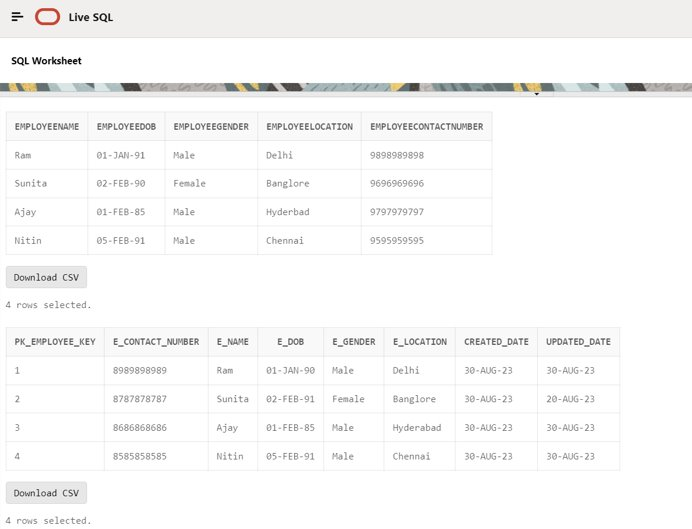 Live SQL
SQL Worksheet
EMPLOYEENAME EMPLOYEEDOB EMPLOYEEGENDER EMPLOYEELOCATION EMPLOYEECONTACTNUMBER
Ram 01-JAN-91 Male Delhi 9898989898
Sunita 02-FEB-90 Female Banglore 9696969696
Ajay 01-FEB-85 Male Hyderbad 9797979797
Nitin 05-FEB-91 Male Chennai 9595959595
Download CSV
4 rows selected.
PK_EMPLOYEE_KEY E_CONTACT_NUMBER E_NAME E_DOB E_GENDER E_LOCATION CREATED_DATE UPDATED_DATE
1 8989898989 Ram 01-JAN-90 Male Delhi 30-AUG-23 30-AUG-23
2 8787878787 Sunita 02-FEB-91 Female Banglore 30-AUG-23 20-AUG-23
3 8686868686 Ajay 01-FEB-85 Male Hyderabad 30-AUG-23 30-AUG-23
4 8585858585 Nitin 05-FEB-91 Male Chennai 30-AUG-23 30-AUG-23
Download CSV
4 rows selected.